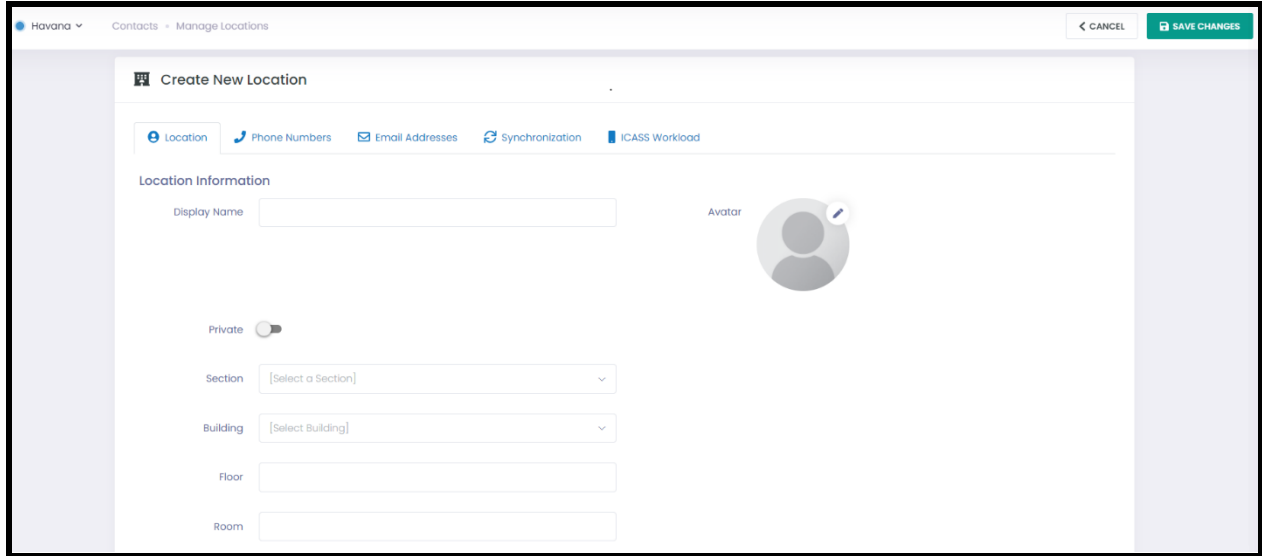 Havana Contacts • Manage Locations CANCEL SAVE CHANGES
Create New Location
Location Phone Numbers Email Addresses Synchronization ICASS Workload
Location Information
Display Name Avatar
Private
Section [Select a Section]
Building [Select Building]
Floor
Room